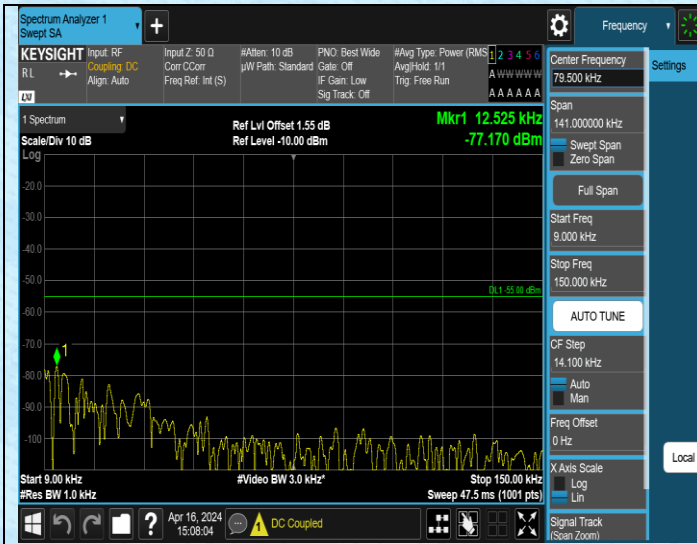 Spectrum Analyzer 1
Swept SA
+
Frequency
KEYSIGHT
RL
LXI
Input: RF
Coupling: DC
Align: Auto
Input Z: 50 Ω
Corr CCorr
Freq Ref: Int (S)
#Atten: 10 dB
µW Path: Standard
PNO: Best Wide
Gate: Off
IF Gain: Low
Sig Track: Off
#Avg Type: Power (RMS
Avg|Hold: 1/1
Trig: Free Run
1 2 3 4 5 6
A W W W W W
A A A A A A
1 Spectrum
Scale/Div 10 dB
Log
Ref Lvl Offset 1.55 dB
Ref Level -10.00 dBm
Mkr1 12.525 kHz
-77.170 dBm
-20.0
-30.0
-40.0
-50.0
-60.0
-70.0
-80.0
-90.0
-100
DL1 -55.00 dBm
1
Start 9.00 kHz
#Res BW 1.0 kHz
#Video BW 3.0 kHz*
Stop 150.00 kHz
Sweep 47.5 ms (1001 pts)
?
Apr 16, 2024
15:08:04
DC Coupled
Center Frequency
79.500 kHz
Settings
Span
141.000000 kHz
Swept Span
Zero Span
Full Span
Start Freq
9.000 kHz
Stop Freq
150.000 kHz
AUTO TUNE
CF Step
14.100 kHz
Auto
Man
Freq Offset
0 Hz
X Axis Scale
Log
Lin
Local
Signal Track
(Span Zoom)